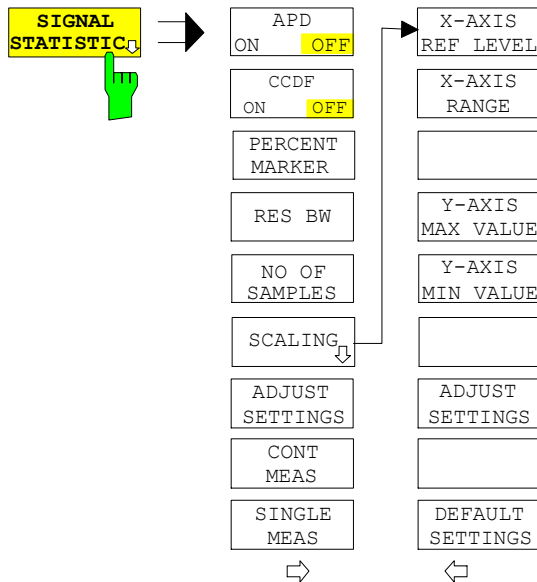 SIGNAL
STATISTIC
APD
ON OFF
CCDF
ON OFF
PERCENT
MARKER
RES BW
NO OF
SAMPLES
SCALING
ADJUST
SETTINGS
CONT
MEAS
SINGLE
MEAS
X-AXIS
REF LEVEL
X-AXIS
RANGE
Y-AXIS
MAX VALUE
Y-AXIS
MIN VALUE
ADJUST
SETTINGS
DEFAULT
SETTINGS